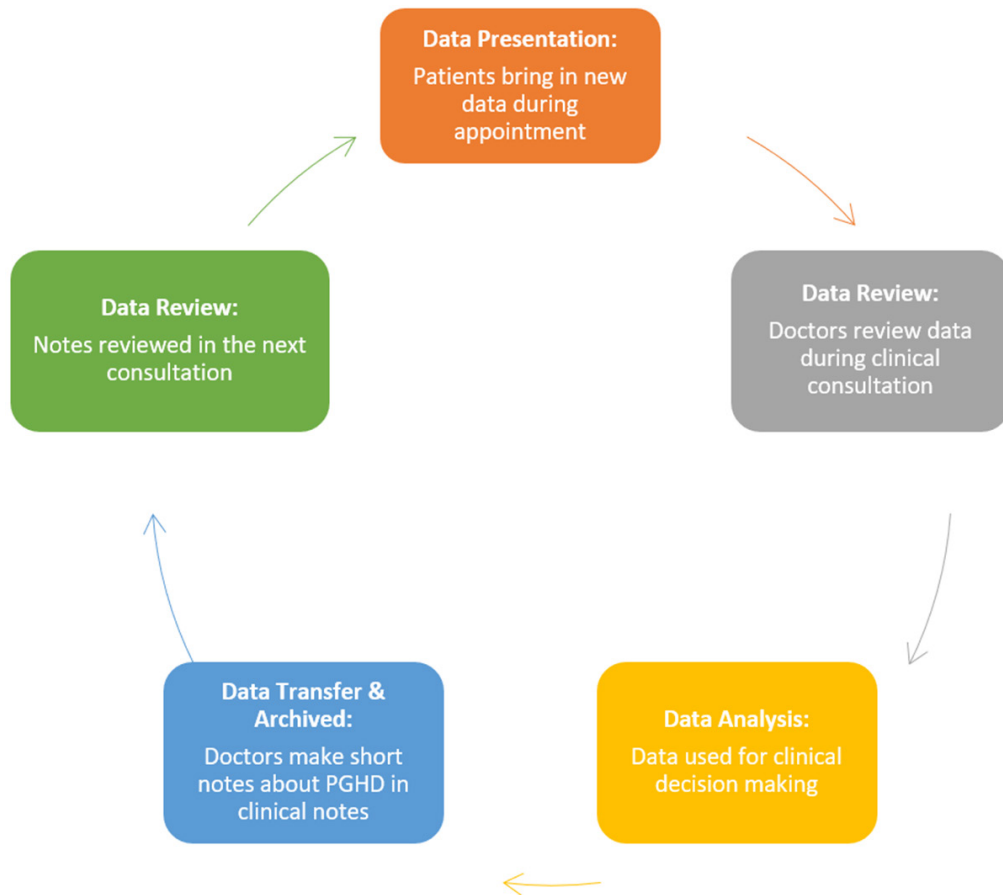 Data Presentation:
Patients bring in new
data during
appointment
Data Review:
Doctors review data
during clinical
consultation
Data Analysis:
Data used for clinical
decision making
Data Transfer &
Archived:
Doctors make short
notes about PGHD in
clinical notes
Data Review:
Notes reviewed in the next
consultation